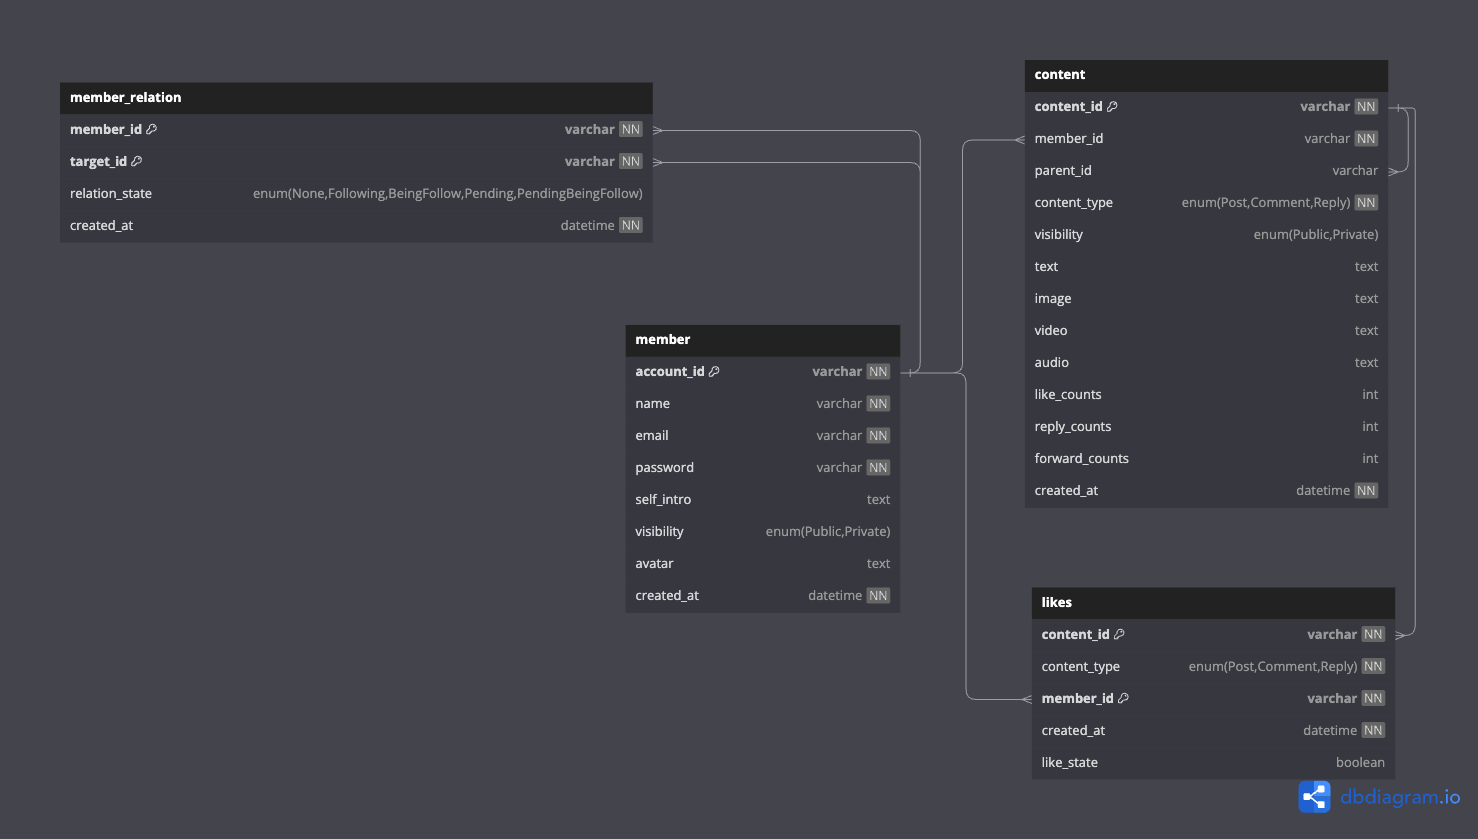 member_relation
member_id varchar NN
target_id varchar NN
relation_state enum(None,Following,BeingFollow,Pending,PendingBeingFollow)
created_at datetime NN
content
content_id varchar NN
member_id varchar NN
parent_id varchar
content_type enum(Post,Comment,Reply) NN
visibility enum(Public,Private)
text text
image text
video text
audio text
like_counts int
reply_counts int
forward_counts int
created_at datetime NN
member
account_id varchar NN
name varchar NN
email varchar NN
password varchar NN
self_intro text
visibility enum(Public,Private)
avatar text
created_at datetime NN
likes
content_id varchar NN
content_type enum(Post,Comment,Reply) NN
member_id varchar NN
created_at datetime NN
like_state boolean
dbdiagram.io